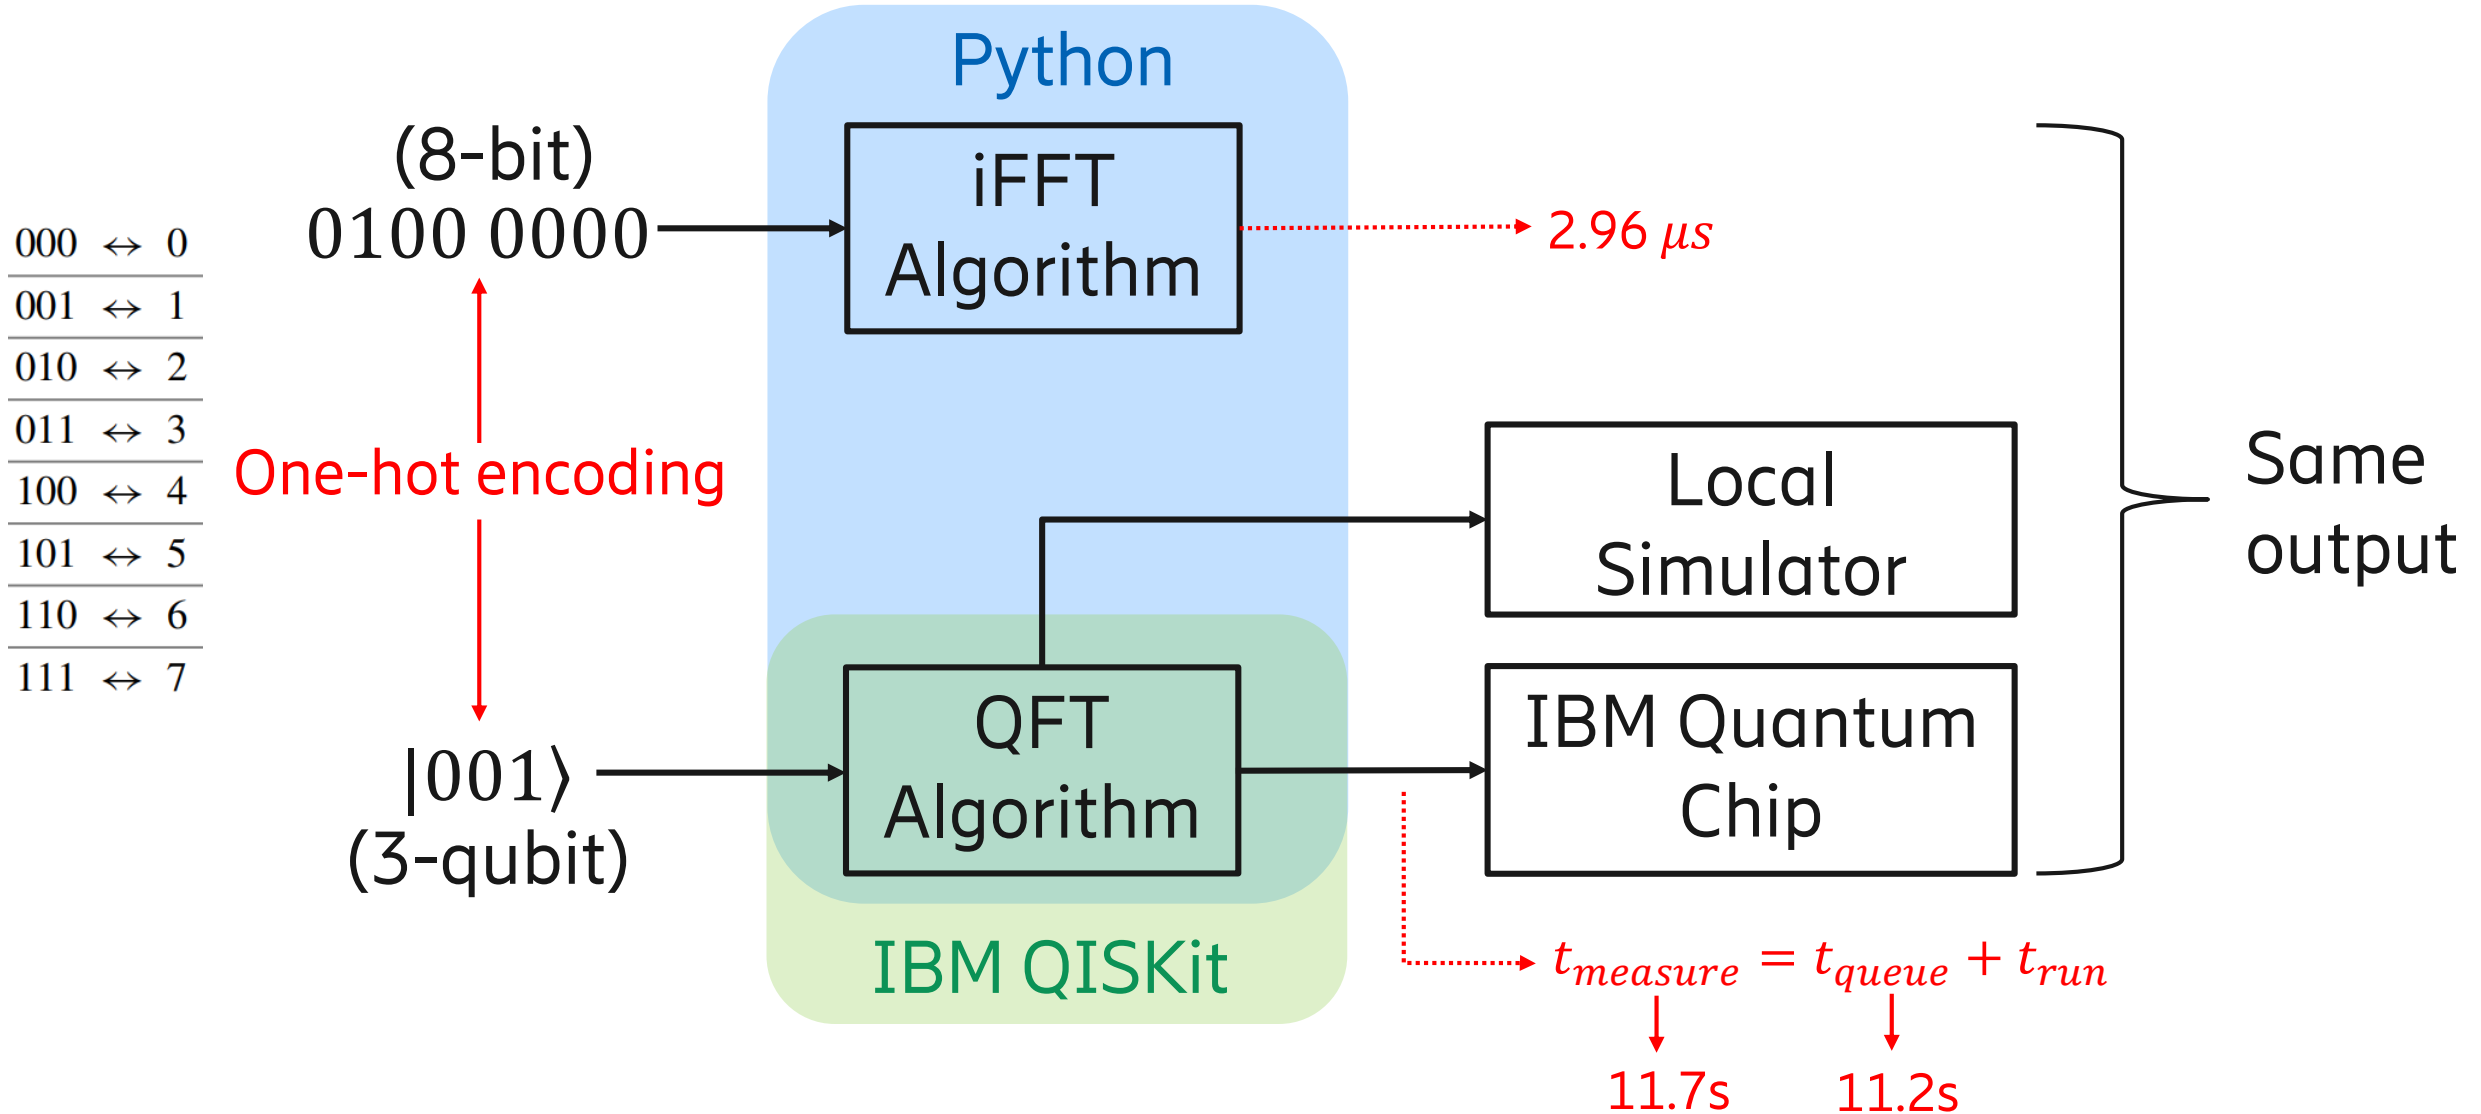 Python
(8-bit)
0100 0000
iFFT
Algorithm
2.96 μs
000 ↔ 0
001 ↔ 1
010 ↔ 2
011 ↔ 3
100 ↔ 4
101 ↔ 5
110 ↔ 6
111 ↔ 7
One-hot encoding
Local
Simulator
Same
output
|001⟩
(3-qubit)
QFT
Algorithm
IBM Quantum
Chip
IBM QISKit
t_measure = t_queue + t_run
11.7s
11.2s